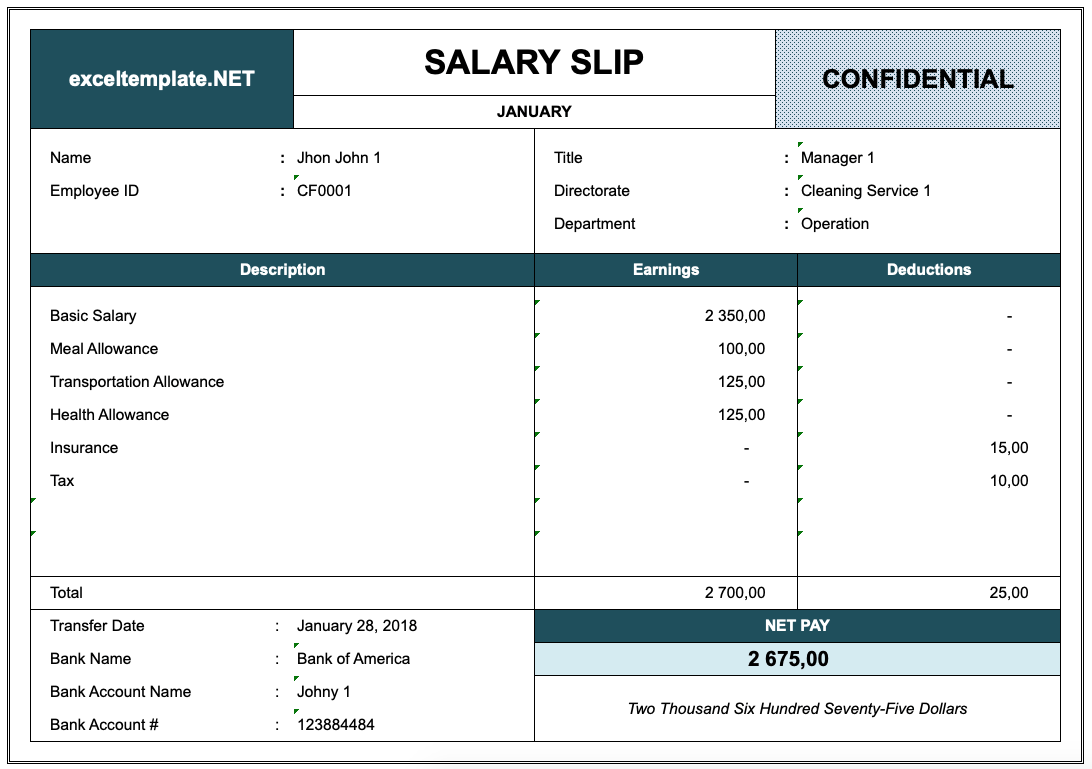 exceltemplate.NET
SALARY SLIP
CONFIDENTIAL
JANUARY
Name : Jhon John 1
Title : Manager 1
Employee ID : CF0001
Directorate : Cleaning Service 1
Department : Operation
Description Earnings Deductions
Basic Salary 2 350,00 -
Meal Allowance 100,00 -
Transportation Allowance 125,00 -
Health Allowance 125,00 -
Insurance - 15,00
Tax - 10,00
Total 2 700,00 25,00
Transfer Date : January 28, 2018
NET PAY
Bank Name : Bank of America
2 675,00
Bank Account Name : Johny 1
Two Thousand Six Hundred Seventy-Five Dollars
Bank Account # : 123884484